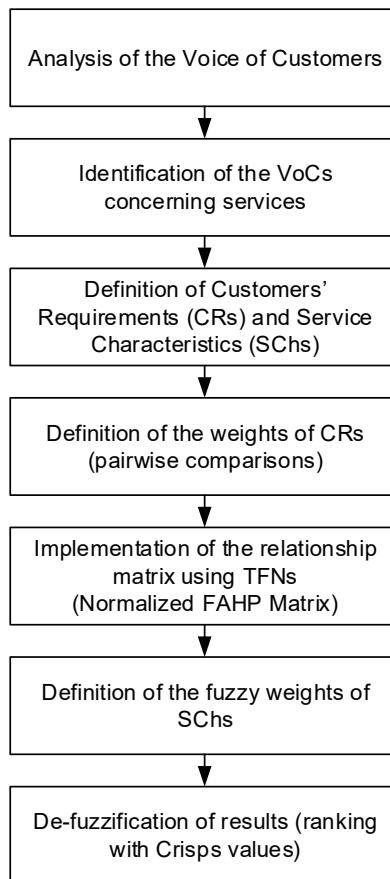 Analysis of the Voice of Customers
Identification of the VoCs
concerning services
Definition of Customers’
Requirements (CRs) and Service
Characteristics (SChs)
Definition of the weights of CRs
(pairwise comparisons)
Implementation of the relationship
matrix using TFNs
(Normalized FAHP Matrix)
Definition of the fuzzy weights of
SChs
De-fuzzification of results (ranking
with Crisps values)